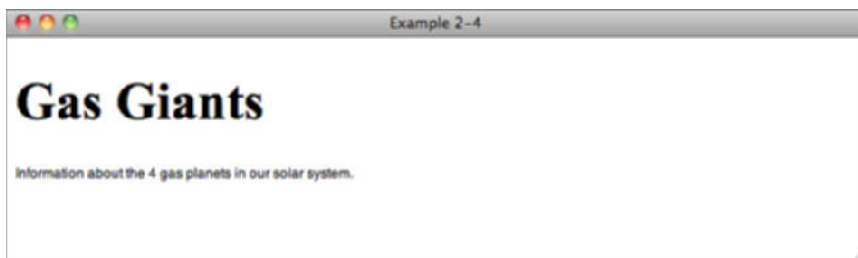 Example 2-4
Gas Giants
Information about the 4 gas planets in our solar system.